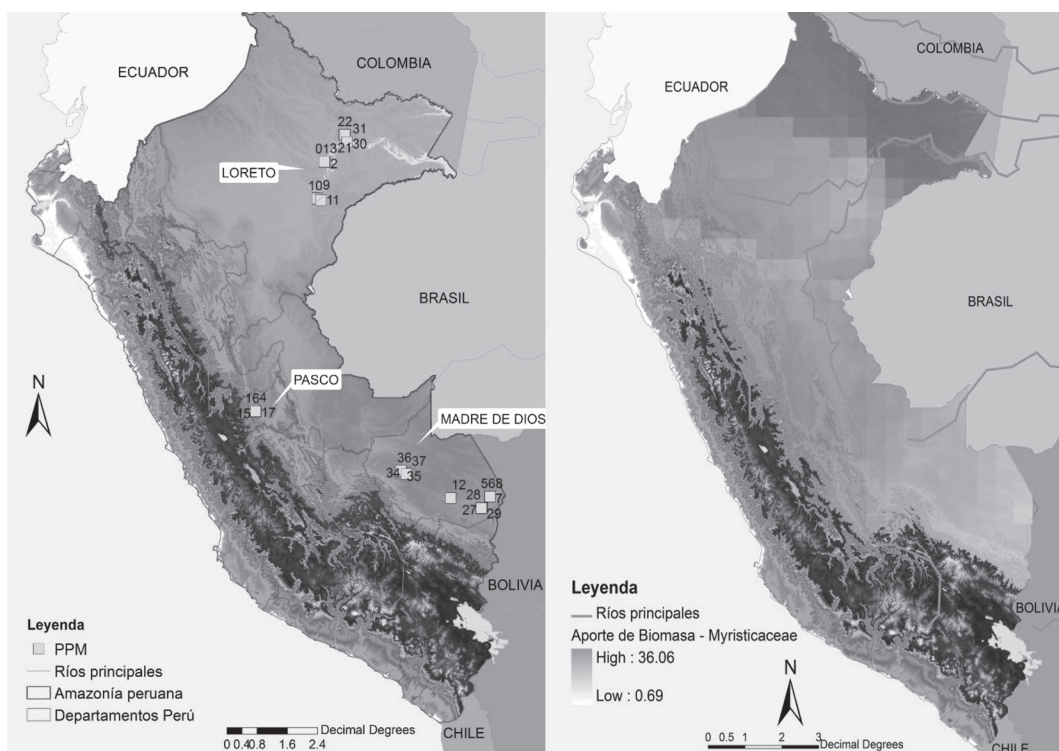 ECUADOR
COLOMBIA
22
31
21
30
013
2
LORETO
109
11
BRASIL
PASCO
164
15
17
MADRE DE DIOS
36
37
34
35
12
568
28
7
27
29
N
BOLIVIA
Leyenda
PPM
Ríos principales
Amazonía peruana
Departamentos Perú
Decimal Degrees
0 0.4 0.8 1.6 2.4
CHILE
ECUADOR
COLOMBIA
BRASIL
BOLIVIA
Leyenda
Ríos principales
Aporte de Biomasa - Myristicaceae
High : 36.06
Low : 0.69
N
0 0.5 1 2 3
Decimal Degrees
CHILE